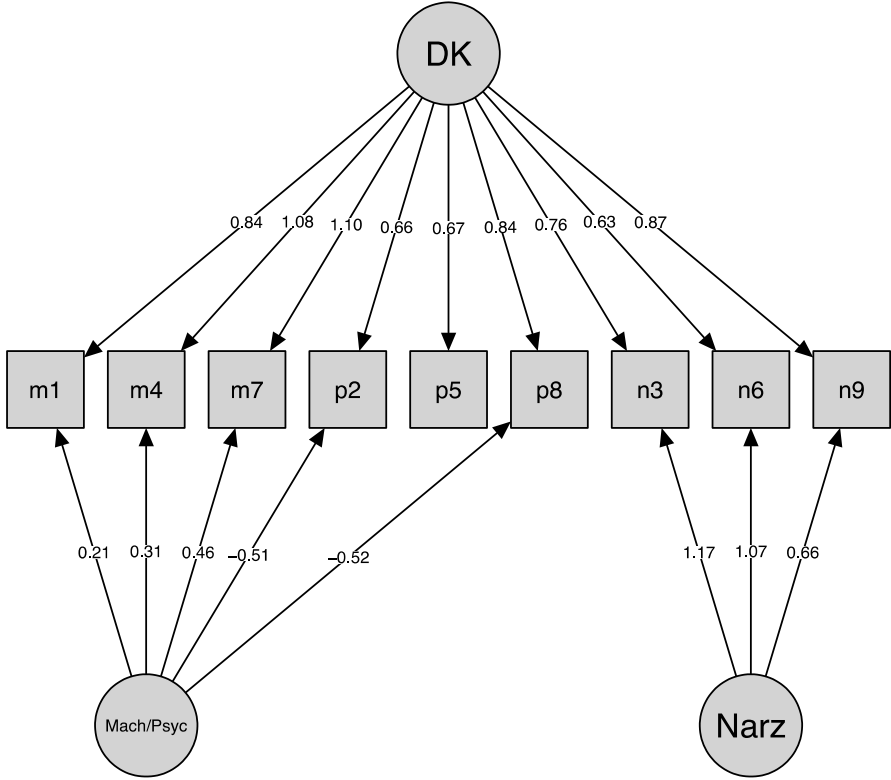 DK
0.84 1.08 1.10 0.66 0.67 0.84 0.76 0.63 0.87
m1 m4 m7 p2 p5 p8 n3 n6 n9
0.21 0.31 0.46 −0.51 −0.52 1.17 1.07 0.66
Mach/Psyc Narz